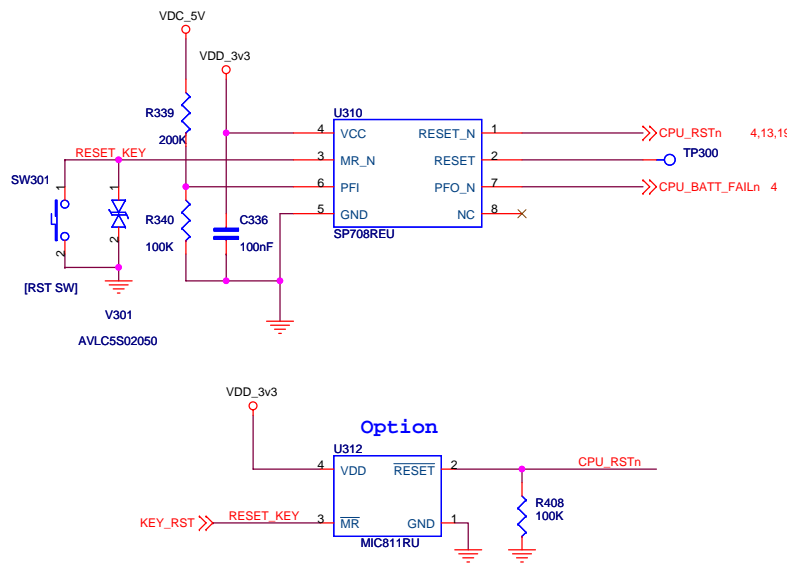 VDC_5V
VDD_3v3
U310
R339
200K
4 VCC RESET_N 1 CPU_RSTn 4,13,19
RESET_KEY 3 MR_N RESET 2 TP300
SW301 1 1 6 PFI PFO_N 7 CPU_BATT_FAILn 4
R340 C336 5 GND NC 8
2 2 100K 100nF SP708REU
[RST SW]
V301
AVLC5S02050
VDD_3v3
Option
U312
4 VDD RESET 2 CPU_RSTn
R408
100K
KEY_RST RESET_KEY 3 MR GND 1
MIC811RU